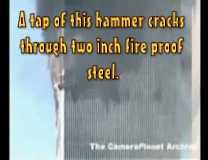 A tap of this hammer cracks
through two inch fire proof
steel.
The CameraPlanet Archive